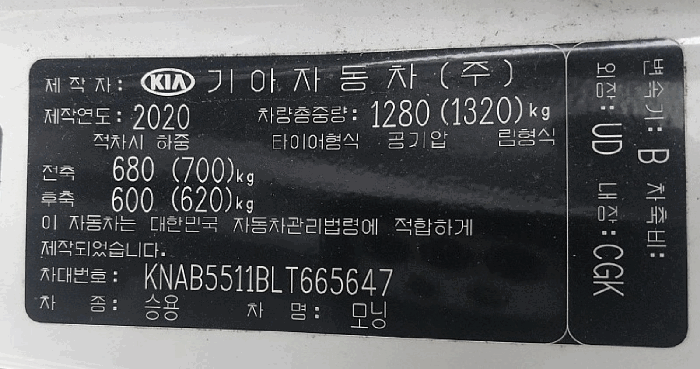 제 작 자 : KIA 기 아 자 동 차 ( 주 )
제작연도 : 2020 차량총중량 : 1280 (1320) kg
적차시 하중 타이어형식 공기압 림형식
전축 680 (700)kg
후축 600 (620)kg
이 자동차는 대한민국 자동차관리법령에 적합하게
제작되었습니다.
차대번호 : KNAB5511BLT665647
차 종 : 승용 차 명 : 모닝
변속기 : B 차축비 :
외장 : UD 내장 : CGK